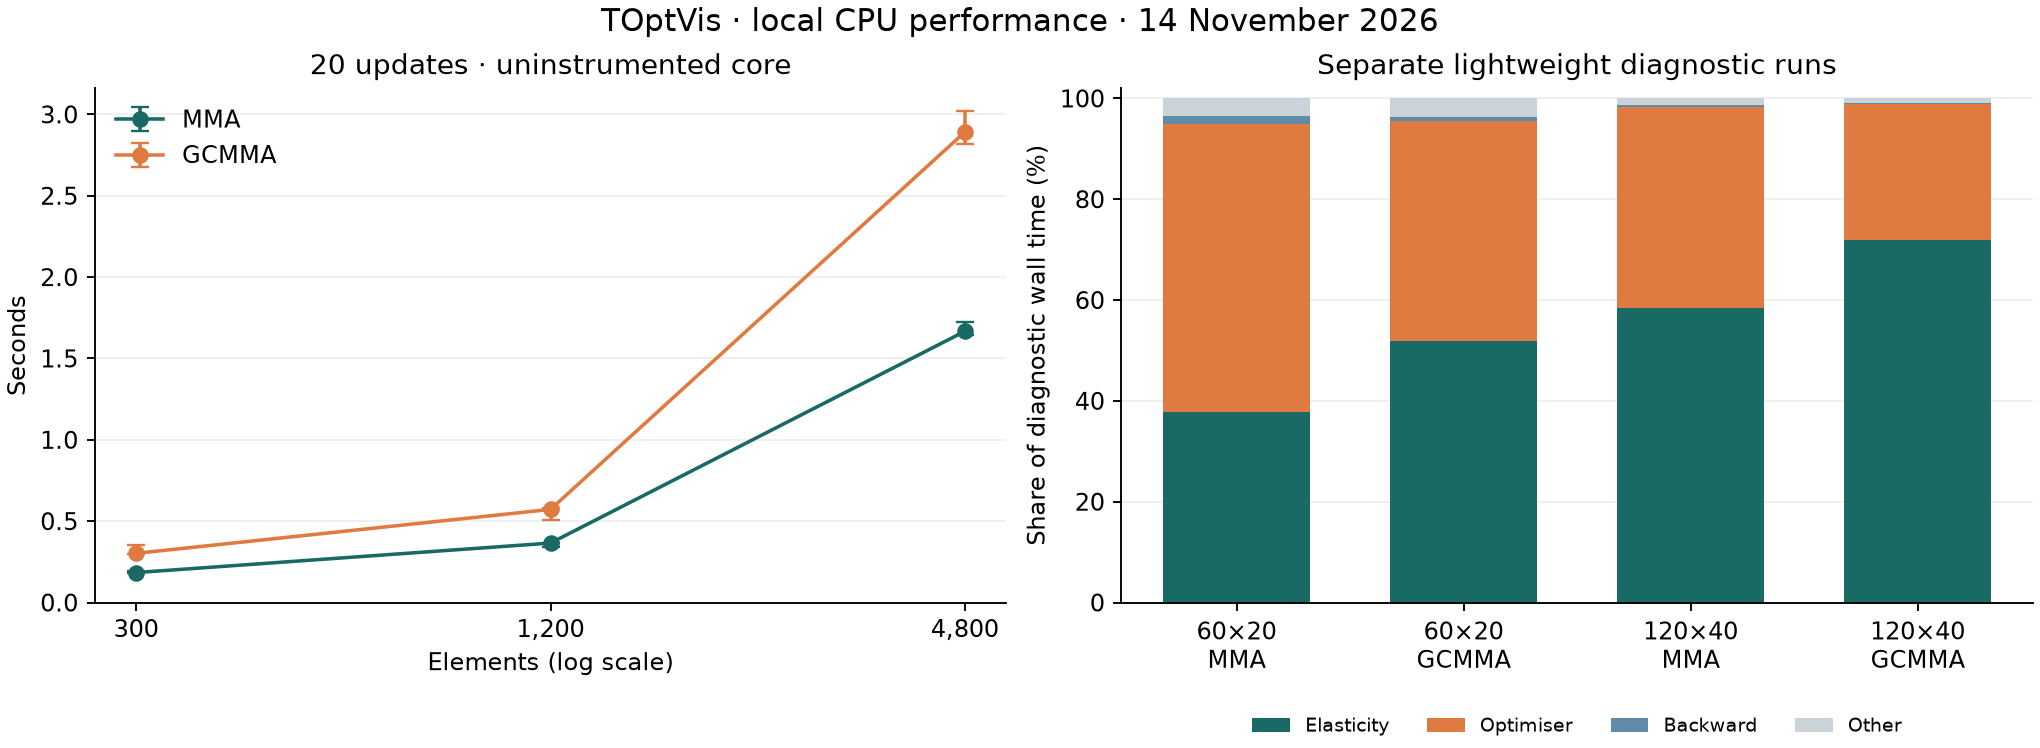 TOptVis · local CPU performance · 14 November 2026
20 updates · uninstrumented core
MMA
GCMMA
Seconds
3.0
2.5
2.0
1.5
1.0
0.5
0.0
300
1,200
4,800
Elements (log scale)
Separate lightweight diagnostic runs
Share of diagnostic wall time (%)
100
80
60
40
20
0
60×20
MMA
60×20
GCMMA
120×40
MMA
120×40
GCMMA
Elasticity
Optimiser
Backward
Other